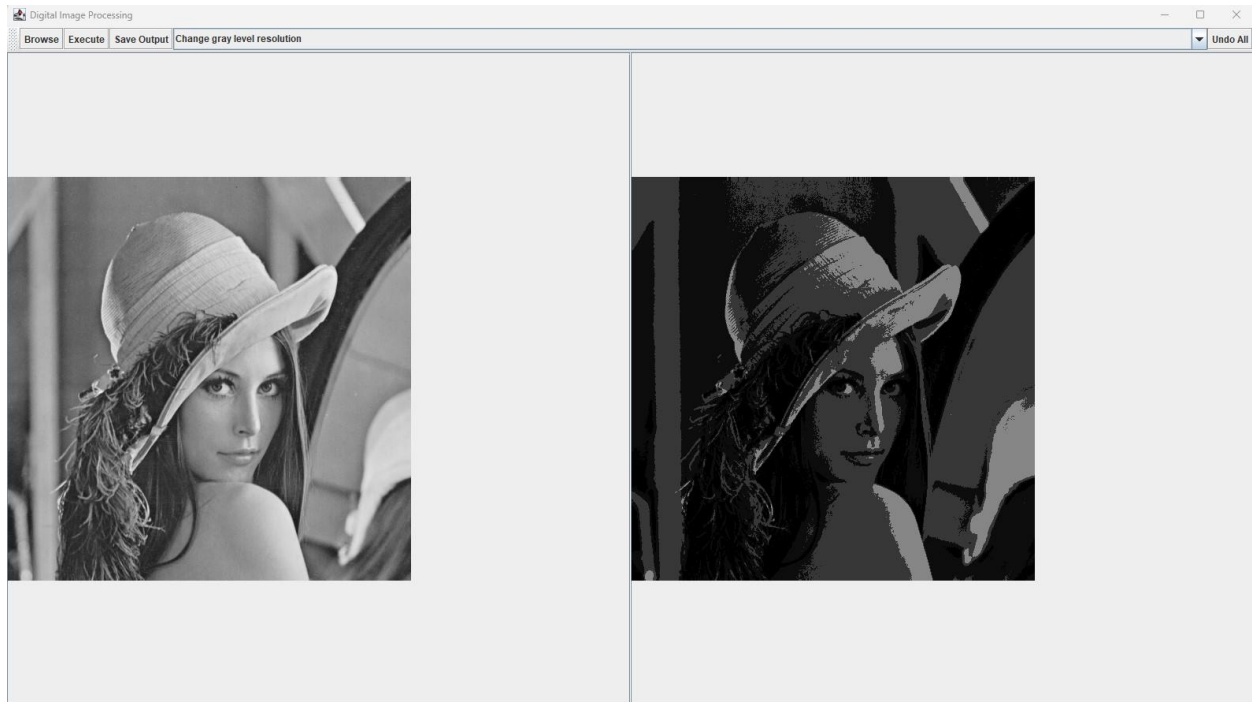 Digital Image Processing
Browse Execute Save Output Change gray level resolution Undo All